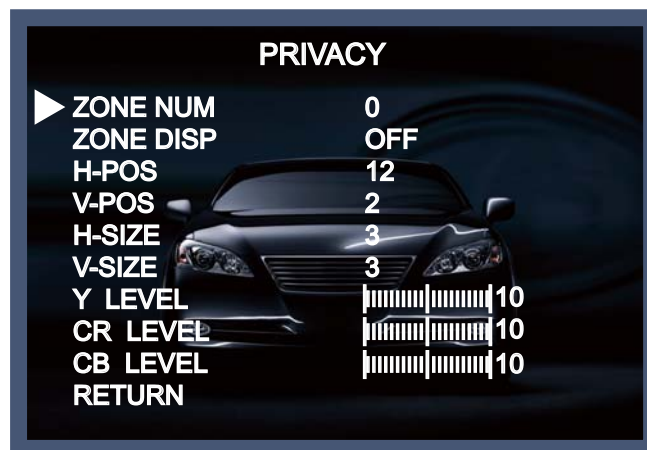 PRIVACY
ZONE NUM 0
ZONE DISP OFF
H-POS 12
V-POS 2
H-SIZE 3
V-SIZE 3
Y LEVEL 10
CR LEVEL 10
CB LEVEL 10
RETURN